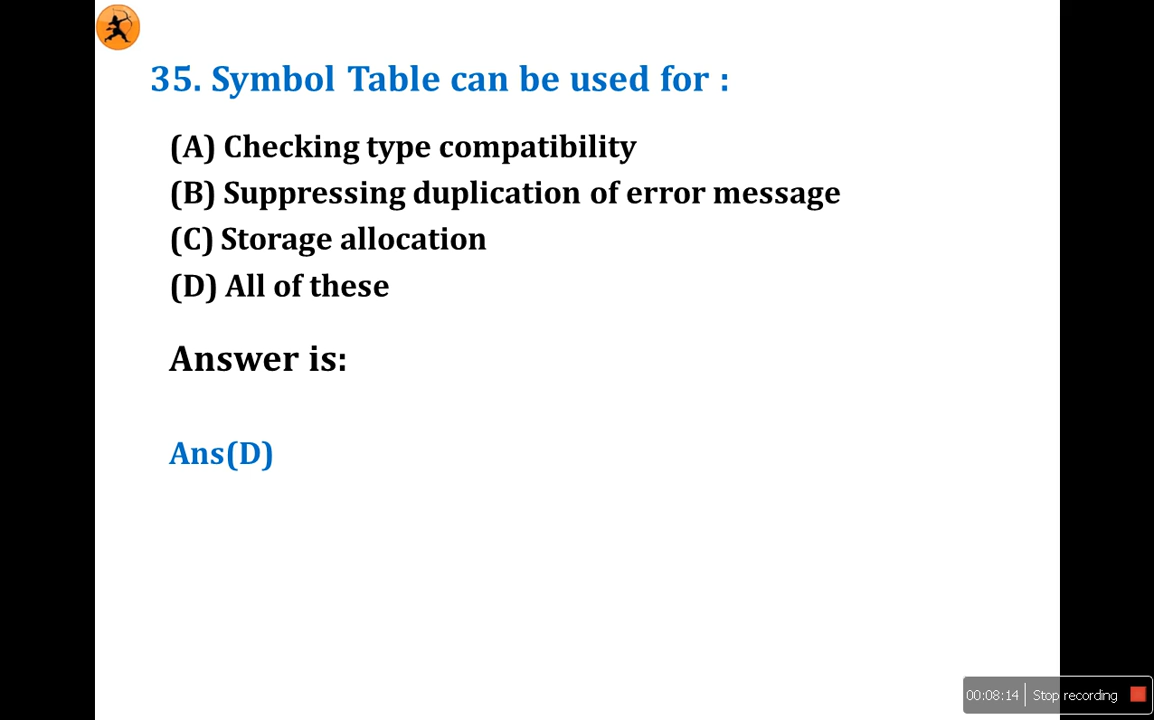 35. Symbol Table can be used for :
(A) Checking type compatibility
(B) Suppressing duplication of error message
(C) Storage allocation
(D) All of these
Answer is:
Ans(D)
00:08:14 Stop recording